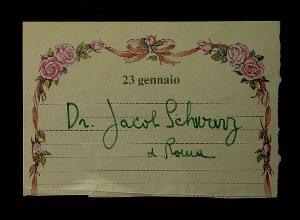 23 gennaio
Dr. Jacob Schwarz
di Roma